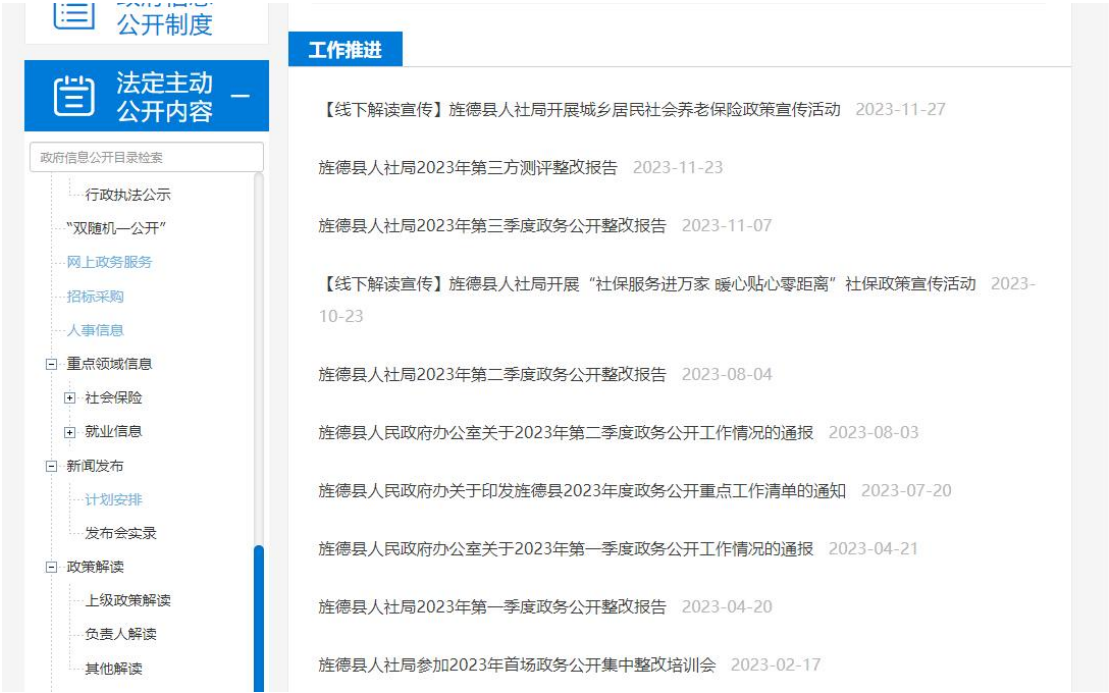 公开制度
法定主动
公开内容
政府信息公开目录检索
行政执法公示
“双随机一公开”
网上政务服务
招标采购
人事信息
重点领域信息
社会保险
就业信息
新闻发布
计划安排
发布会实录
政策解读
上级政策解读
负责人解读
其他解读
工作推进
【线下解读宣传】旌德县人社局开展城乡居民社会养老保险政策宣传活动 2023-11-27
旌德县人社局2023年第三方测评整改报告 2023-11-23
旌德县人社局2023年第三季度政务公开整改报告 2023-11-07
【线下解读宣传】旌德县人社局开展“社保服务进万家 暖心贴心零距离”社保政策宣传活动 2023-
10-23
旌德县人社局2023年第二季度政务公开整改报告 2023-08-04
旌德县人民政府办公室关于2023年第二季度政务公开工作情况的通报 2023-08-03
旌德县人民政府办关于印发旌德县2023年度政务公开重点工作清单的通知 2023-07-20
旌德县人民政府办公室关于2023年第一季度政务公开工作情况的通报 2023-04-21
旌德县人社局2023年第一季度政务公开整改报告 2023-04-20
旌德县人社局参加2023年首场政务公开集中整改培训会 2023-02-17